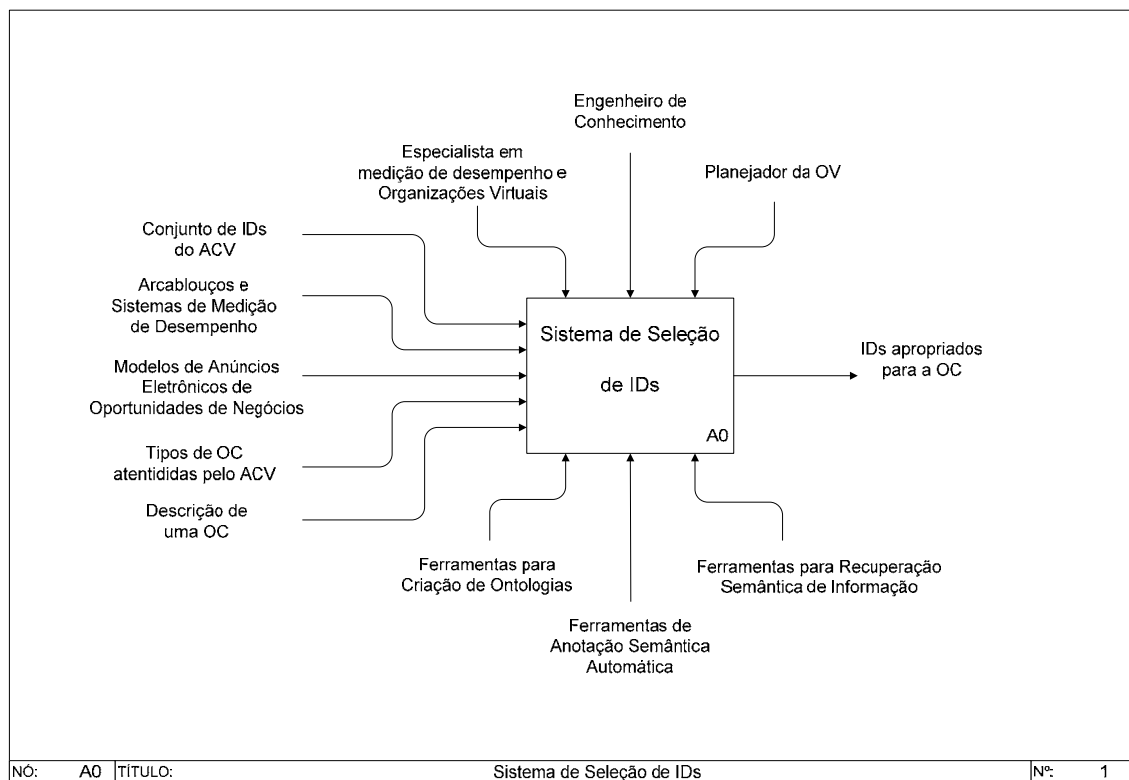 Engenheiro de
Conhecimento
Especialista em
medição de desempenho e
Organizações Virtuais
Planejador da OV
Conjunto de IDs
do ACV
Arcablouços e
Sistemas de Medição
de Desempenho
Modelos de Anúncios
Eletrônicos de
Oportunidades de Negócios
Tipos de OC
atentididas pelo ACV
Descrição de
uma OC
Sistema de Seleção
de IDs
A0
IDs apropriados
para a OC
Ferramentas para
Criação de Ontologias
Ferramentas de
Anotação Semântica
Automática
Ferramentas para Recuperação
Semântica de Informação
NÓ: A0 TÍTULO: Sistema de Seleção de IDs Nº: 1